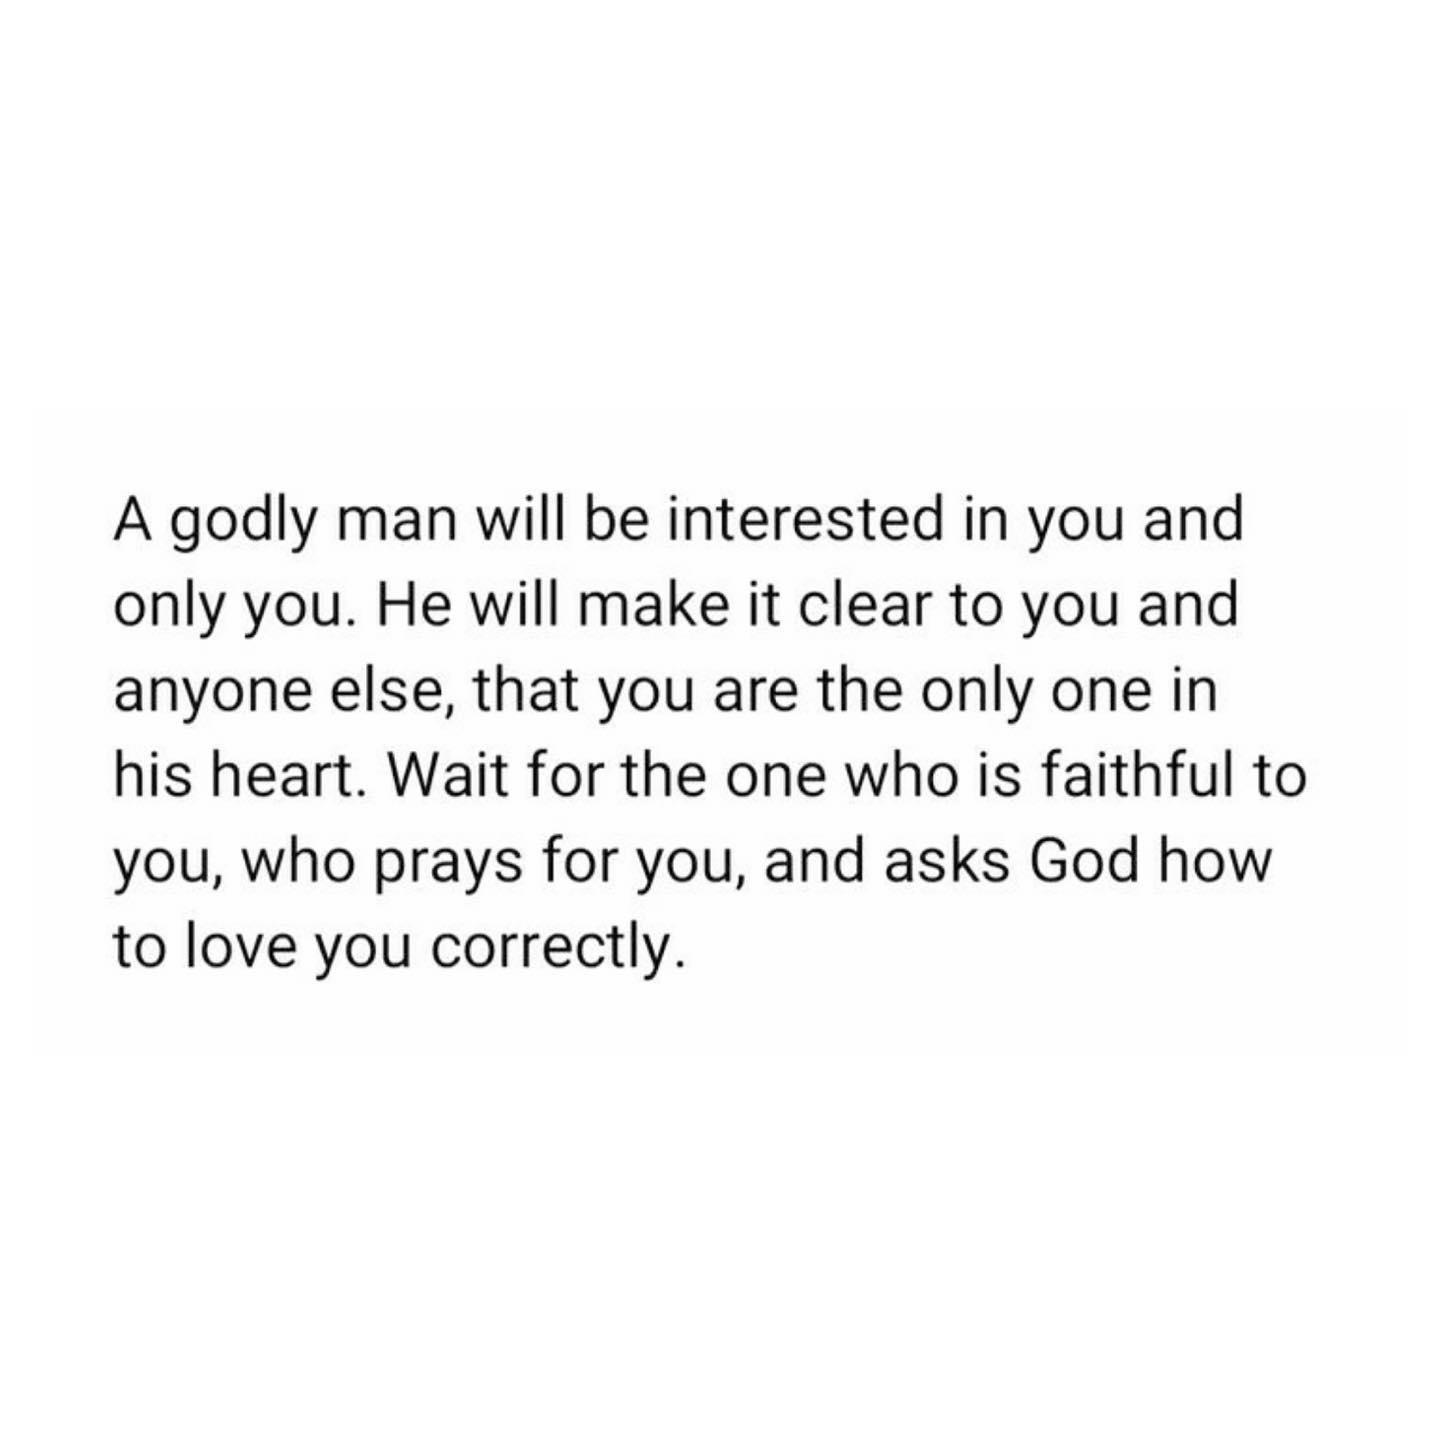 A godly man will be interested in you and
only you. He will make it clear to you and
anyone else, that you are the only one in
his heart. Wait for the one who is faithful to
you, who prays for you, and asks God how
to love you correctly.